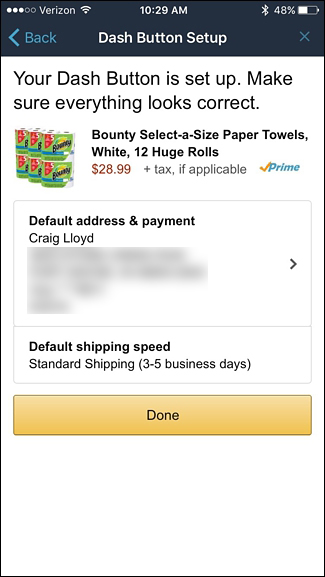 Verizon 10:29 AM 48%
Back Dash Button Setup
Your Dash Button is set up. Make
sure everything looks correct.
Bounty Select-a-Size Paper Towels,
White, 12 Huge Rolls
$28.99 + tax, if applicable Prime
Bounty
Default address & payment
Craig Lloyd
Default shipping speed
Standard Shipping (3-5 business days)
Done